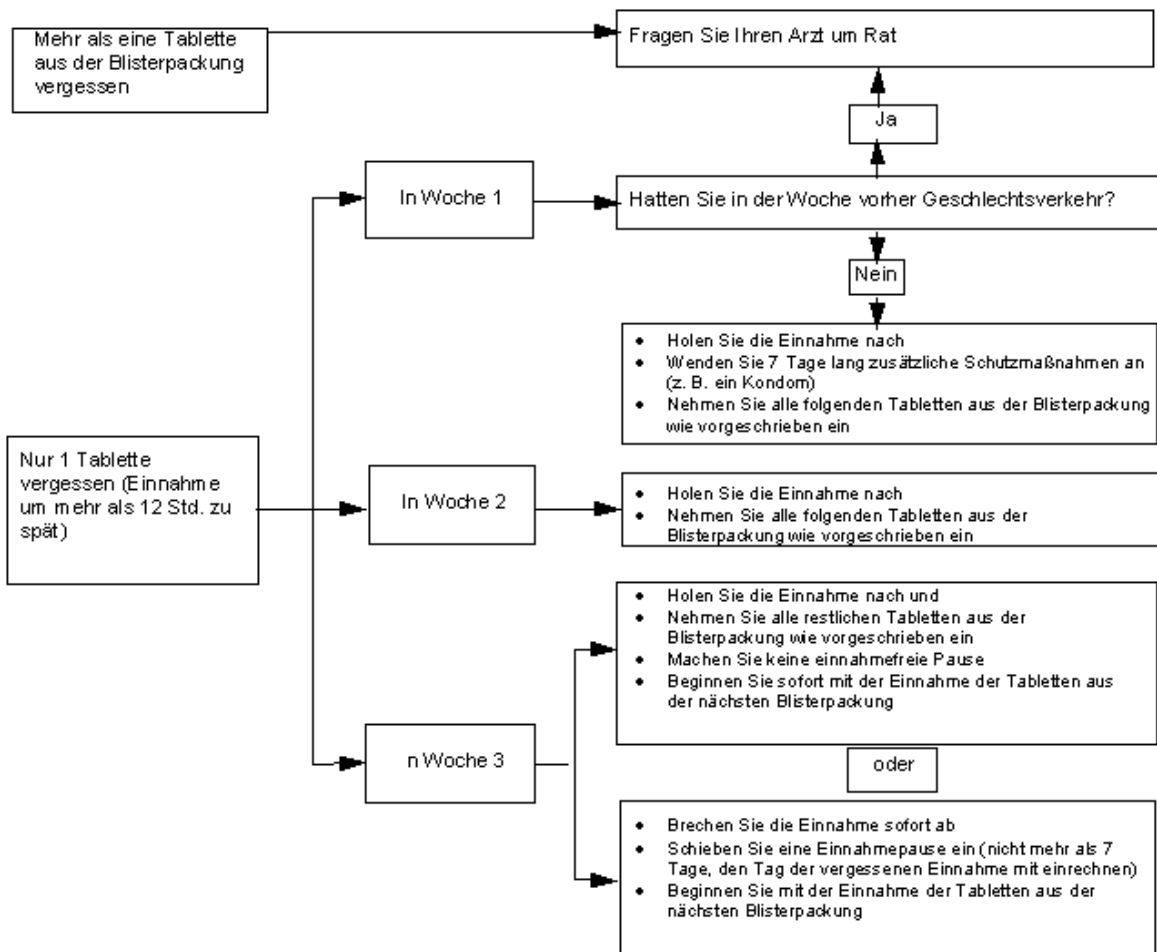 Mehr als eine Tablette
aus der Blisterpackung
vergessen
Fragen Sie Ihren Arzt um Rat
Ja
In Woche 1
Hatten Sie in der Woche vorher Geschlechtsverkehr?
Nein
• Holen Sie die Einnahme nach
• Wenden Sie 7 Tage lang zusätzliche Schutzmaßnahmen an
(z. B. ein Kondom)
• Nehmen Sie alle folgenden Tabletten aus der Blisterpackung
wie vorgeschrieben ein
Nur 1 Tablette
vergessen (Einnahme
um mehr als 12 Std. zu
spät)
In Woche 2
• Holen Sie die Einnahme nach
• Nehmen Sie alle folgenden Tabletten aus der
Blisterpackung wie vorgeschrieben ein
• Holen Sie die Einnahme nach und
• Nehmen Sie alle restlichen Tabletten aus der
Blisterpackung wie vorgeschrieben ein
• Machen Sie keine einnahmefreie Pause
• Beginnen Sie sofort mit der Einnahme der Tabletten aus
der nächsten Blisterpackung
n Woche 3
oder
• Brechen Sie die Einnahme sofort ab
• Schieben Sie eine Einnahmepause ein (nicht mehr als 7
Tage, den Tag der vergessenen Einnahme mit einrechnen)
• Beginnen Sie mit der Einnahme der Tabletten aus der
nächsten Blisterpackung